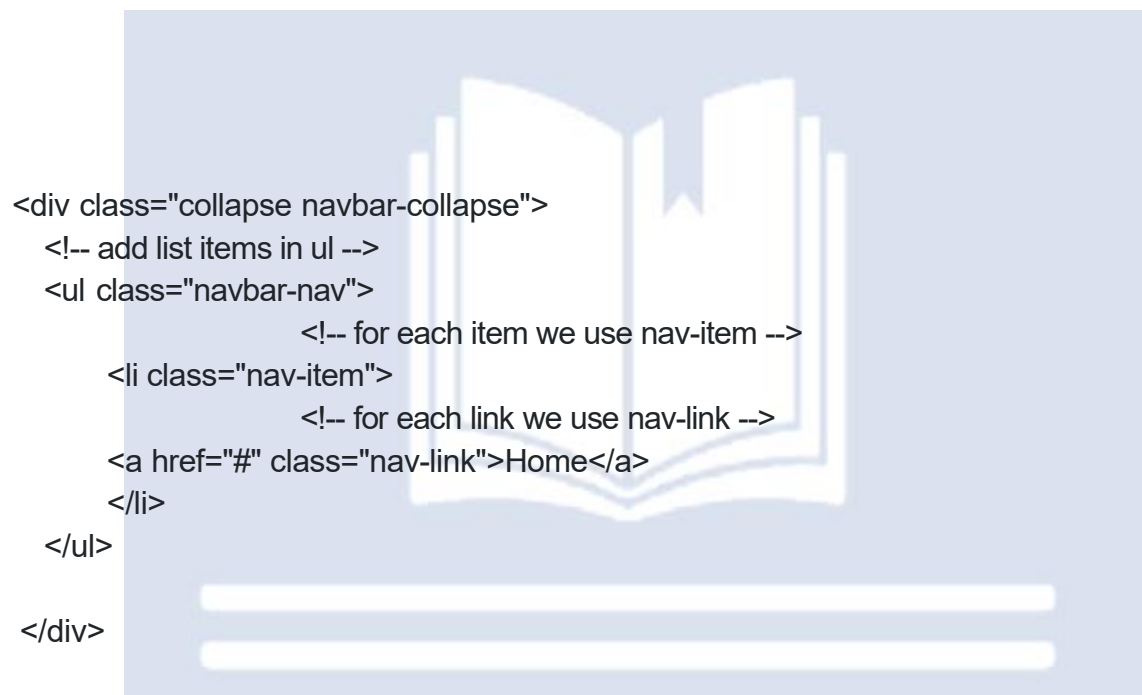 <div class="collapse navbar-collapse">
<!-- add list items in ul -->
<ul class="navbar-nav">
<!-- for each item we use nav-item -->
<li class="nav-item">
<!-- for each link we use nav-link -->
<a href="#" class="nav-link">Home</a>
</li>
</ul>
</div>